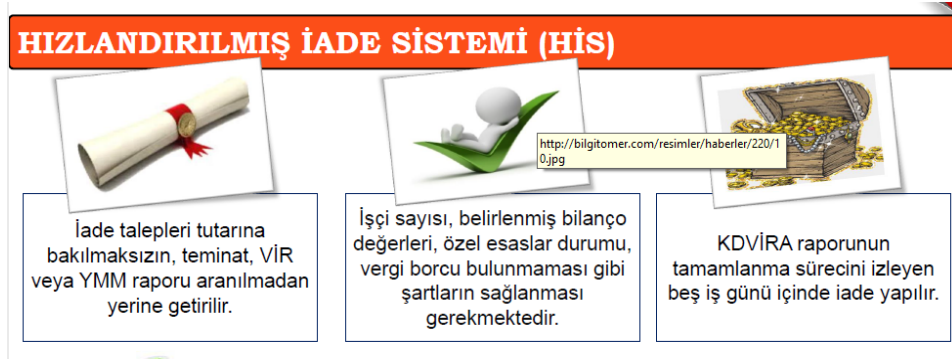 HIZLANDIRILMIŞ İADE SİSTEMİ (HİS)
http://bilgitomer.com/resimler/haberler/220/1
0.jpg
İade talepleri tutarına
bakılmaksızın, teminat, VİR
veya YMM raporu aranılmadan
yerine getirilir.
İşçi sayısı, belirlenmiş bilanço
değerleri, özel esaslar durumu,
vergi borcu bulunmaması gibi
şartların sağlanması
gerekmektedir.
KDVİRA raporunun
tamamlanma sürecini izleyen
beş iş günü içinde iade yapılır.